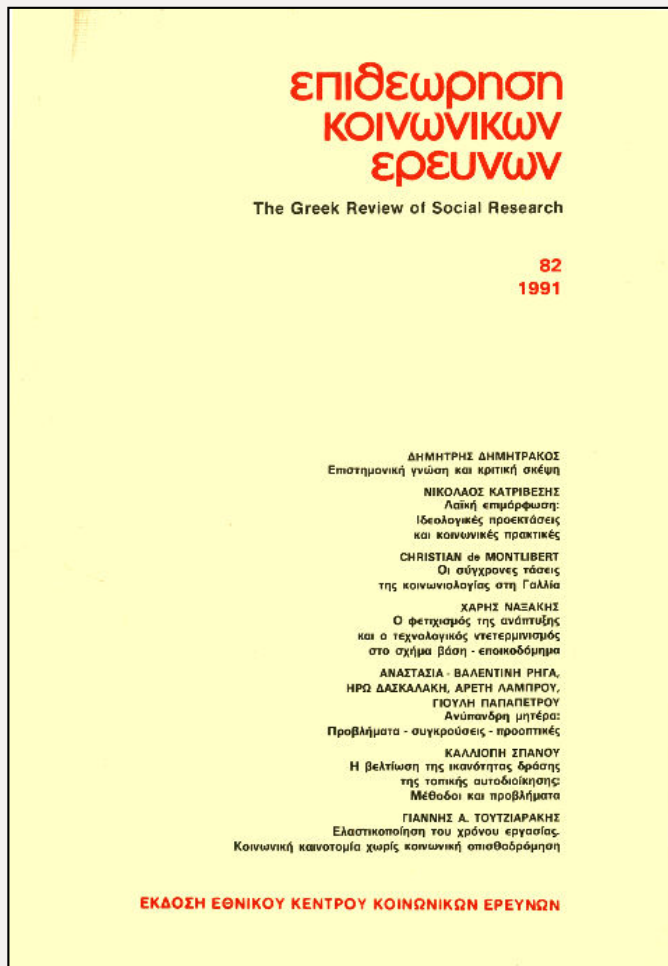 επιθεωρηση
κοινωνικων
ερευνων
The Greek Review of Social Research
82
1991
ΔΗΜΗΤΡΗΣ ΔΗΜΗΤΡΑΚΟΣ
Επιστημονική γνώση και κριτική σκέψη
ΝΙΚΟΛΑΟΣ ΚΑΤΡΙΒΕΣΗΣ
Λαϊκή επιμόρφωση:
Ιδεολογικές προεκτάσεις
και κοινωνικές πρακτικές
CHRISTIAN de MONTLIBERT
Οι σύγχρονες τάσεις
της κοινωνιολογίας στη Γαλλία
ΧΑΡΗΣ ΝΑΞΑΚΗΣ
Ο φετιχισμός της ανάπτυξης
και ο τεχνολογικός ντετερμινισμός
στο σχήμα βάση - εποικοδόμημα
ΑΝΑΣΤΑΣΙΑ - ΒΑΛΕΝΤΙΝΗ ΡΗΓΑ,
ΗΡΩ ΔΑΣΚΑΛΑΚΗ, ΑΡΕΤΗ ΛΑΜΠΡΟΥ,
ΓΙΟΥΛΗ ΠΑΠΑΠΕΤΡΟΥ
Ανύπανδρη μητέρα:
Προβλήματα - συγκρούσεις - προοπτικές
ΚΑΛΛΙΟΠΗ ΣΠΑΝΟΥ
Η βελτίωση της ικανότητας δράσης
της τοπικής αυτοδιοίκησης:
Μέθοδοι και προβλήματα
ΓΙΑΝΝΗΣ Α. ΤΟΥΤΖΙΑΡΑΚΗΣ
Ελαστικοποίηση του χρόνου εργασίας.
Κοινωνική καινοτομία χωρίς κοινωνική οπισθοδρόμηση
ΕΚΔΟΣΗ ΕΘΝΙΚΟΥ ΚΕΝΤΡΟΥ ΚΟΙΝΩΝΙΚΩΝ ΕΡΕΥΝΩΝ